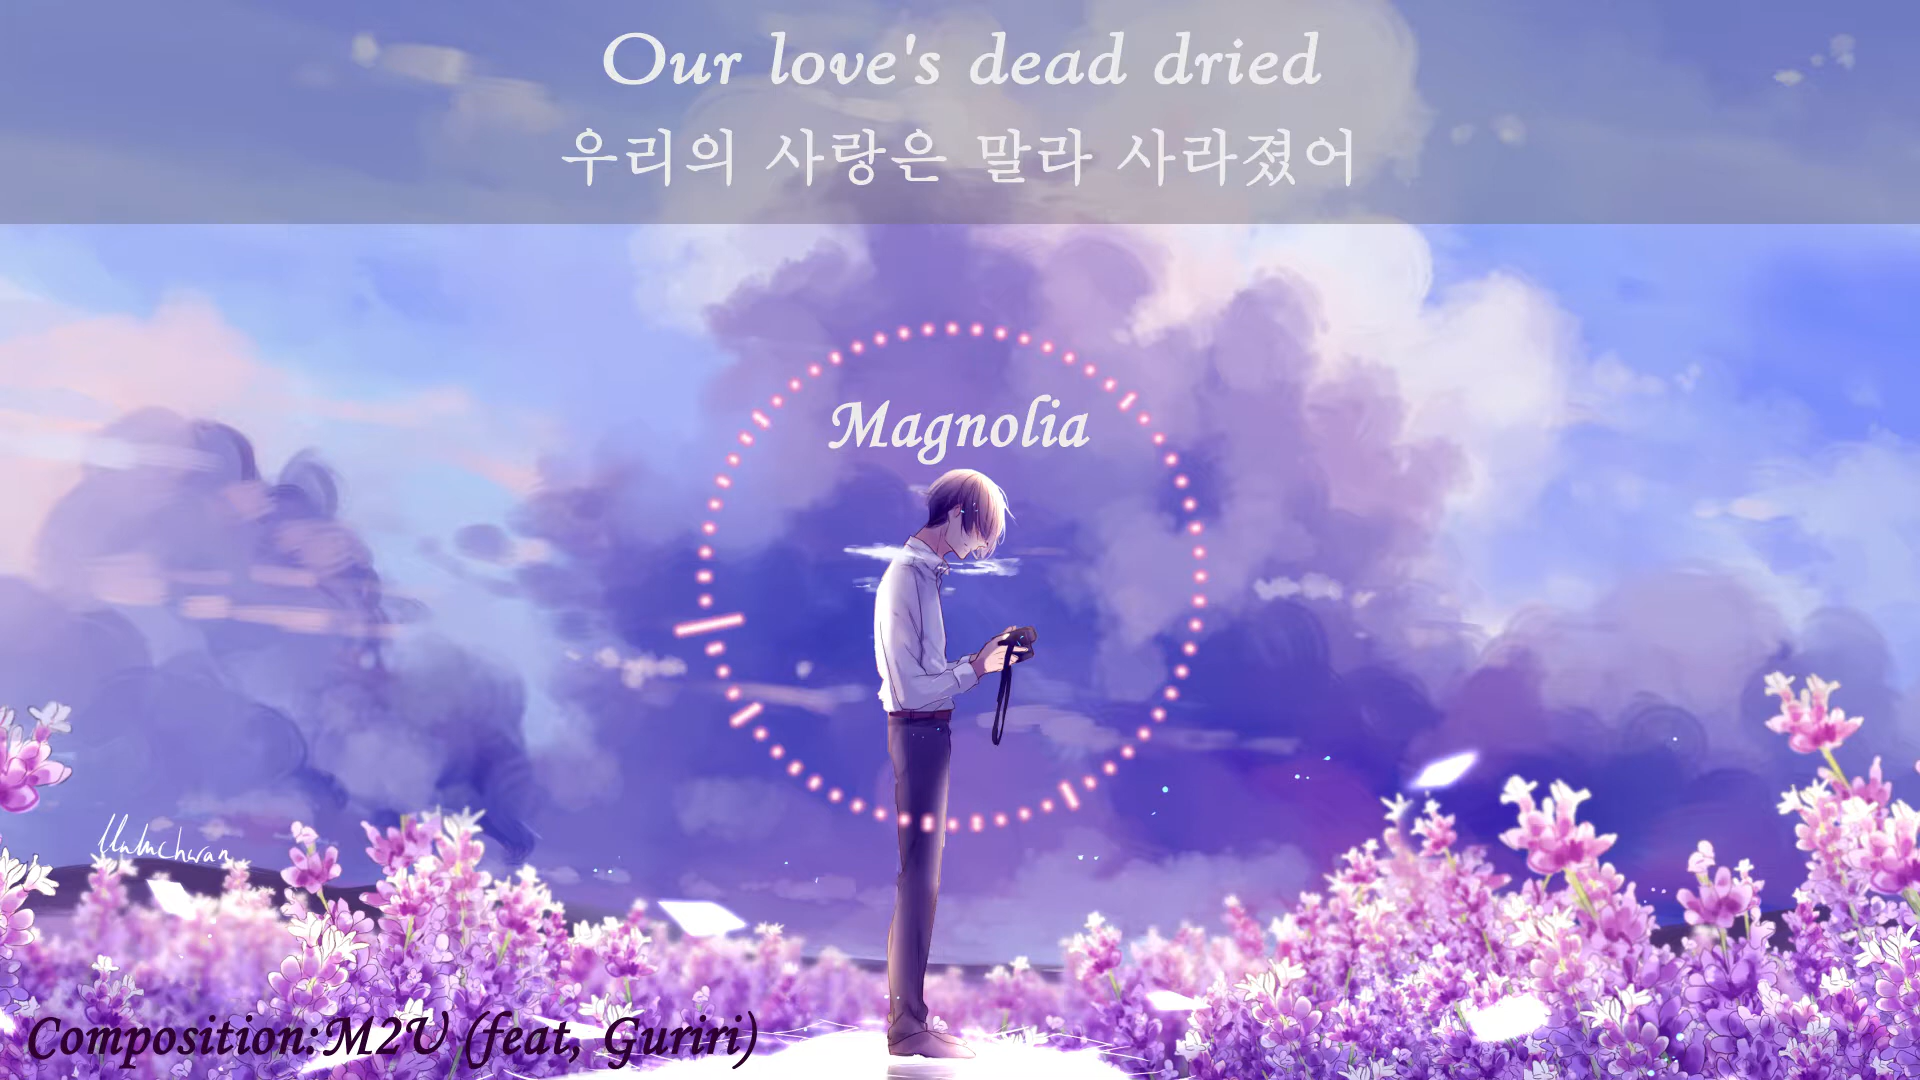 Our love's dead dried
우리의 사랑은 말라 사라졌어
Magnolia
Composition:M2U (feat, Guriri)